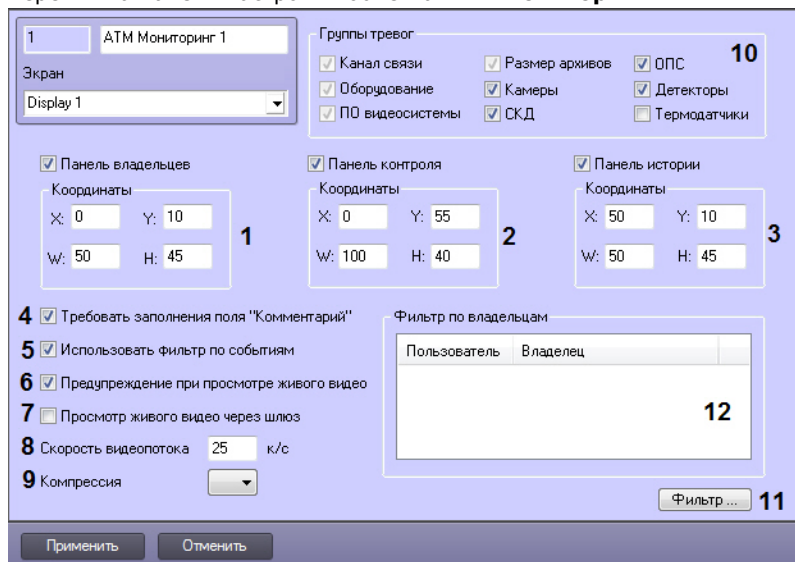 1 АТМ Мониторинг 1
Экран
Display 1
Группы тревог
Канал связи Размер архивов ОПС 10
Оборудование Камеры Детекторы
ПО видеосистемы СКД Термодатчики
Панель владельцев Панель контроля Панель истории
Координаты Координаты Координаты
X: 0 Y: 10 X: 0 Y: 55 X: 50 Y: 10
1 2 3
W: 50 H: 45 W: 100 H: 40 W: 50 H: 45
4 Требовать заполнения поля "Комментарий"
5 Использовать фильтр по событиям
6 Предупреждение при просмотре живого видео
7 Просмотр живого видео через шлюз
8 Скорость видеопотока 25 к/с
9 Компрессия
Фильтр по владельцам
Пользователь Владелец
12
Фильтр ... 11
Применить Отменить